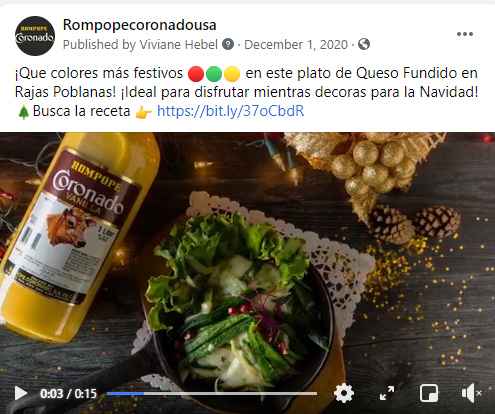 Rompopecoronadousa
Published by Viviane Hebel · December 1, 2020 ·
¡Que colores más festivos 🔴🟢🟡 en este plato de Queso Fundido en
Rajas Poblanas! ¡Ideal para disfrutar mientras decoras para la Navidad!
🌲Busca la receta 👉 https://bit.ly/37oCbdR
ROMPOPE
Coronado
ROMPOPE
Coronado
VAINILLA
1 Liter
0:03 / 0:15